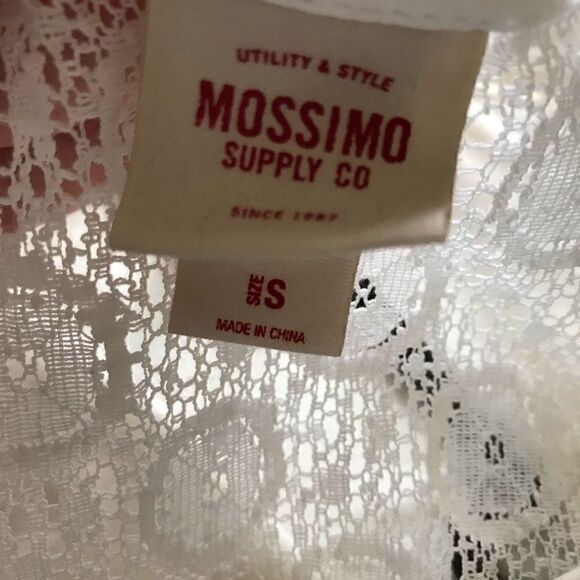 UTILITY & STYLE
MOSSIMO
SUPPLY CO
SINCE 1987
SIZE S
MADE IN CHINA